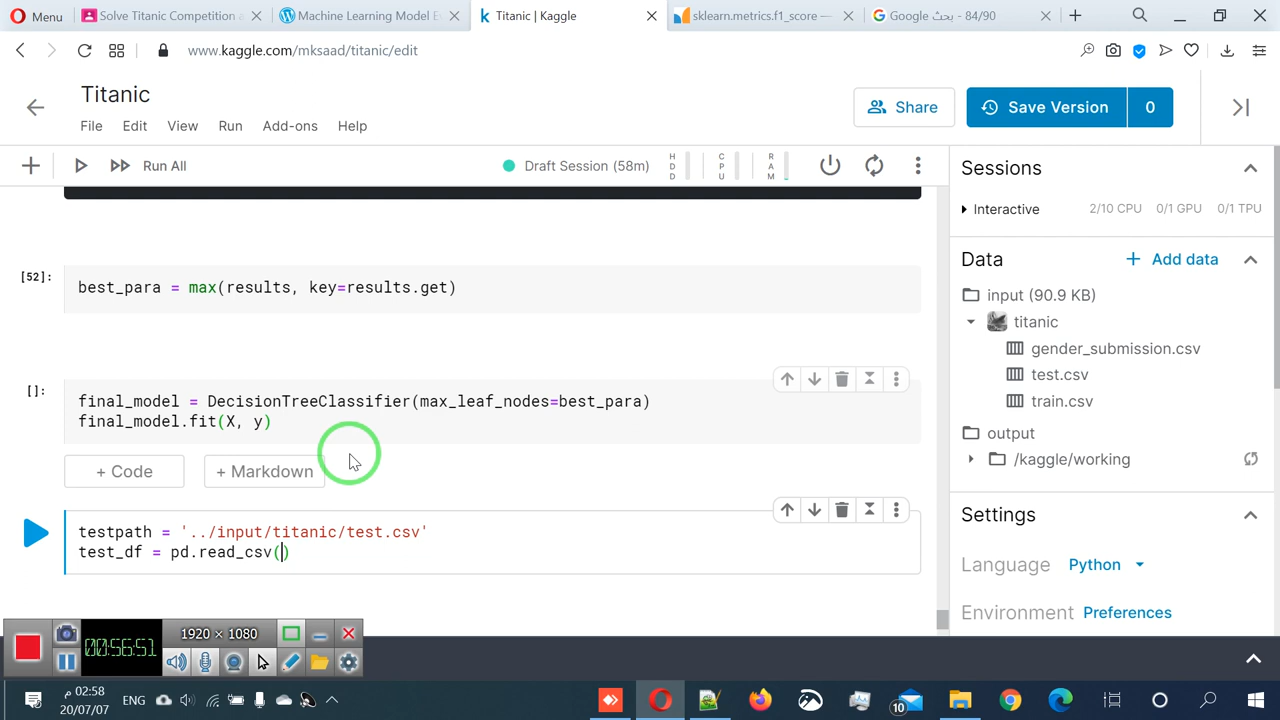 Menu
Solve Titanic Competition a
Machine Learning Model E
Titanic | Kaggle
sklearn.metrics.f1_score —
84/90 - بحث Google
www.kaggle.com/mksaad/titanic/edit
Titanic
File Edit View Run Add-ons Help
Share
Save Version 0
Run All
Draft Session (58m)
HDD
CPU
RAM
[52]:
best_para = max(results, key=results.get)
[]:
final_model = DecisionTreeClassifier(max_leaf_nodes=best_para)
final_model.fit(X, y)
+ Code
+ Markdown
testpath = '../input/titanic/test.csv'
test_df = pd.read_csv()
Sessions
Interactive 2/10 CPU 0/1 GPU 0/1 TPU
Data
+ Add data
input (90.9 KB)
titanic
gender_submission.csv
test.csv
train.csv
output
/kaggle/working
Settings
Language Python
Environment Preferences
00:56:51
1920 × 1080
02:58 م
20/07/07
ENG
10